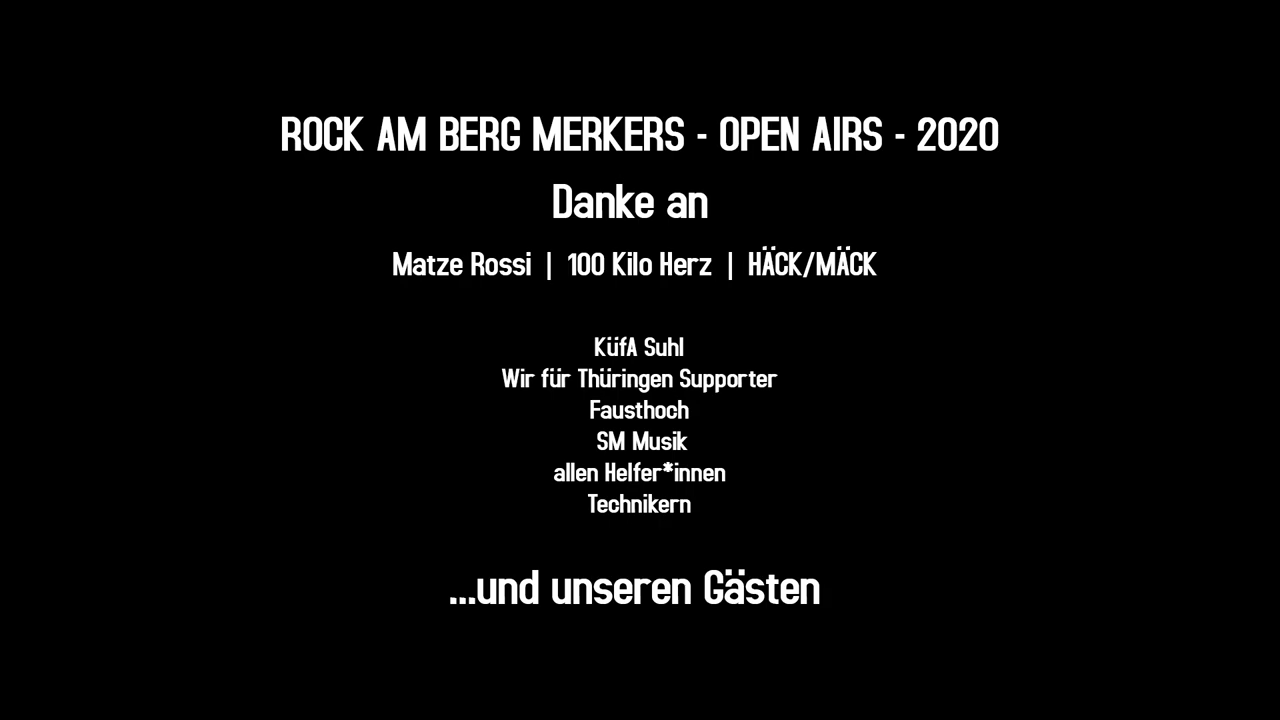 ROCK AM BERG MERKERS - OPEN AIRS - 2020
Danke an
Matze Rossi | 100 Kilo Herz | HÄCK/MÄCK
KüfA Suhl
Wir für Thüringen Supporter
Fausthoch
SM Musik
allen Helfer*innen
Technikern
...und unseren Gästen